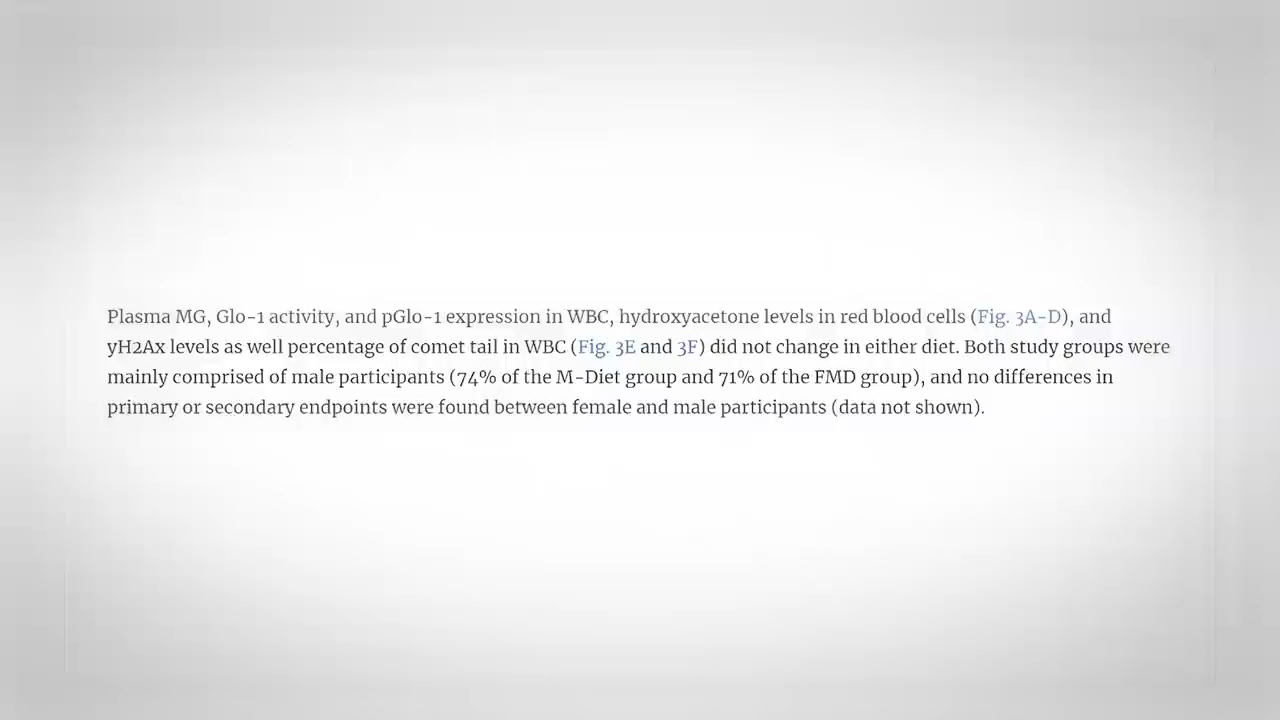 Plasma MG, Glo-1 activity, and pGlo-1 expression in WBC, hydroxyacetone levels in red blood cells (Fig. 3A-D), and
yH2Ax levels as well percentage of comet tail in WBC (Fig. 3E and 3F) did not change in either diet. Both study groups were
mainly comprised of male participants (74% of the M-Diet group and 71% of the FMD group), and no differences in
primary or secondary endpoints were found between female and male participants (data not shown).